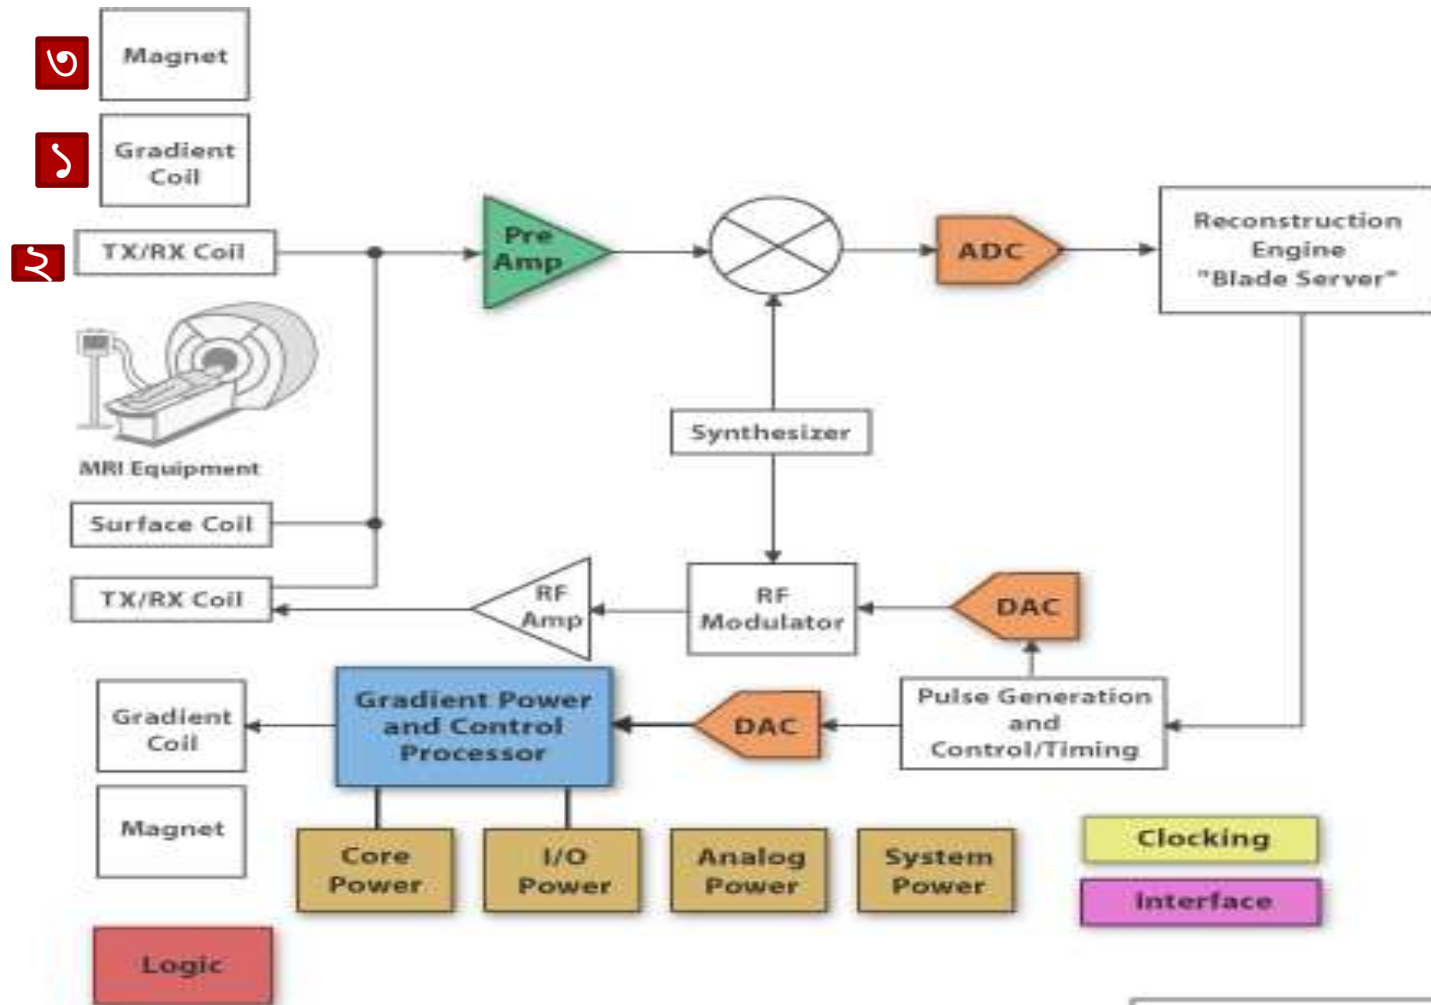 ৩
Magnet
১
Gradient
Coil
২
TX/RX Coil
Pre
Amp
ADC
Reconstruction
Engine
"Blade Server"
MRI Equipment
Synthesizer
Surface Coil
TX/RX Coil
RF
Amp
RF
Modulator
DAC
Gradient
Coil
Gradient Power
and Control
Processor
DAC
Pulse Generation
and
Control/Timing
Magnet
Core
Power
I/O
Power
Analog
Power
System
Power
Clocking
Interface
Logic